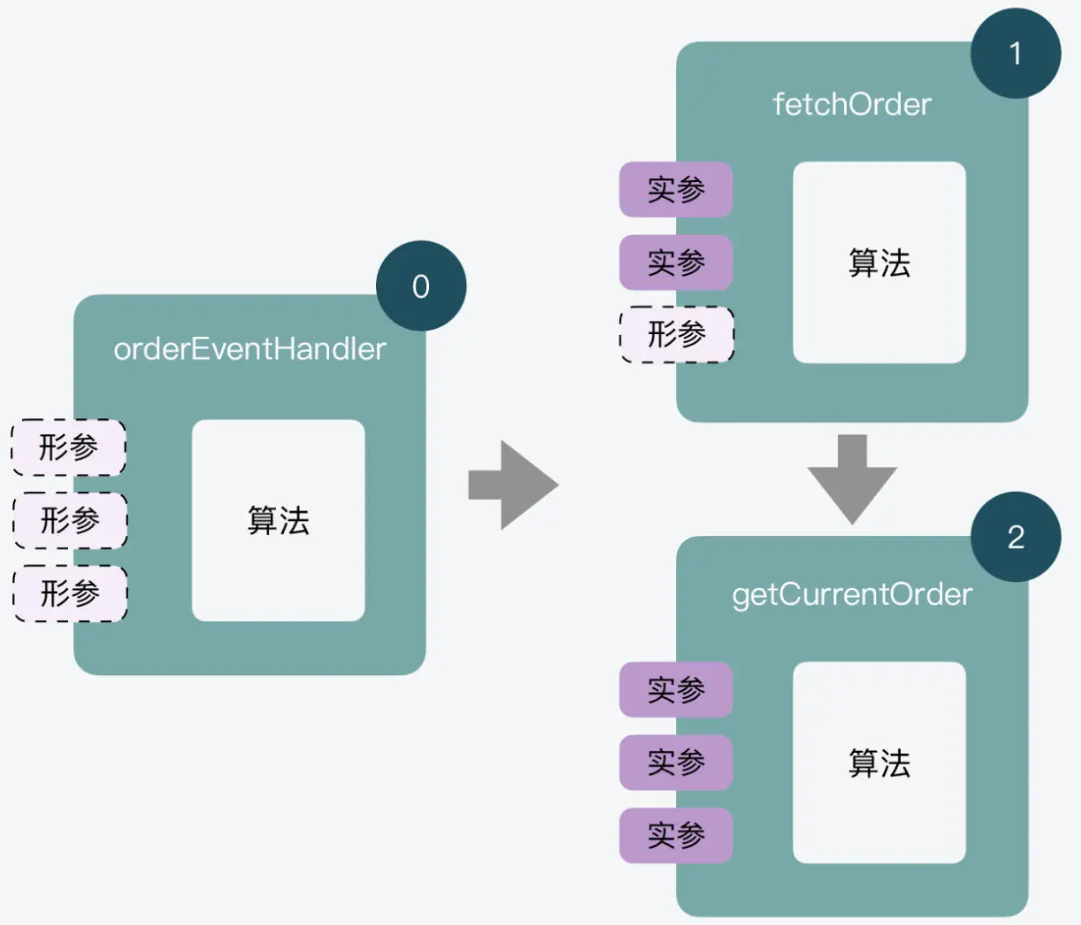 0
orderEventHandler
形参
形参
形参
算法
1
fetchOrder
实参
实参
形参
算法
2
getCurrentOrder
实参
实参
实参
算法